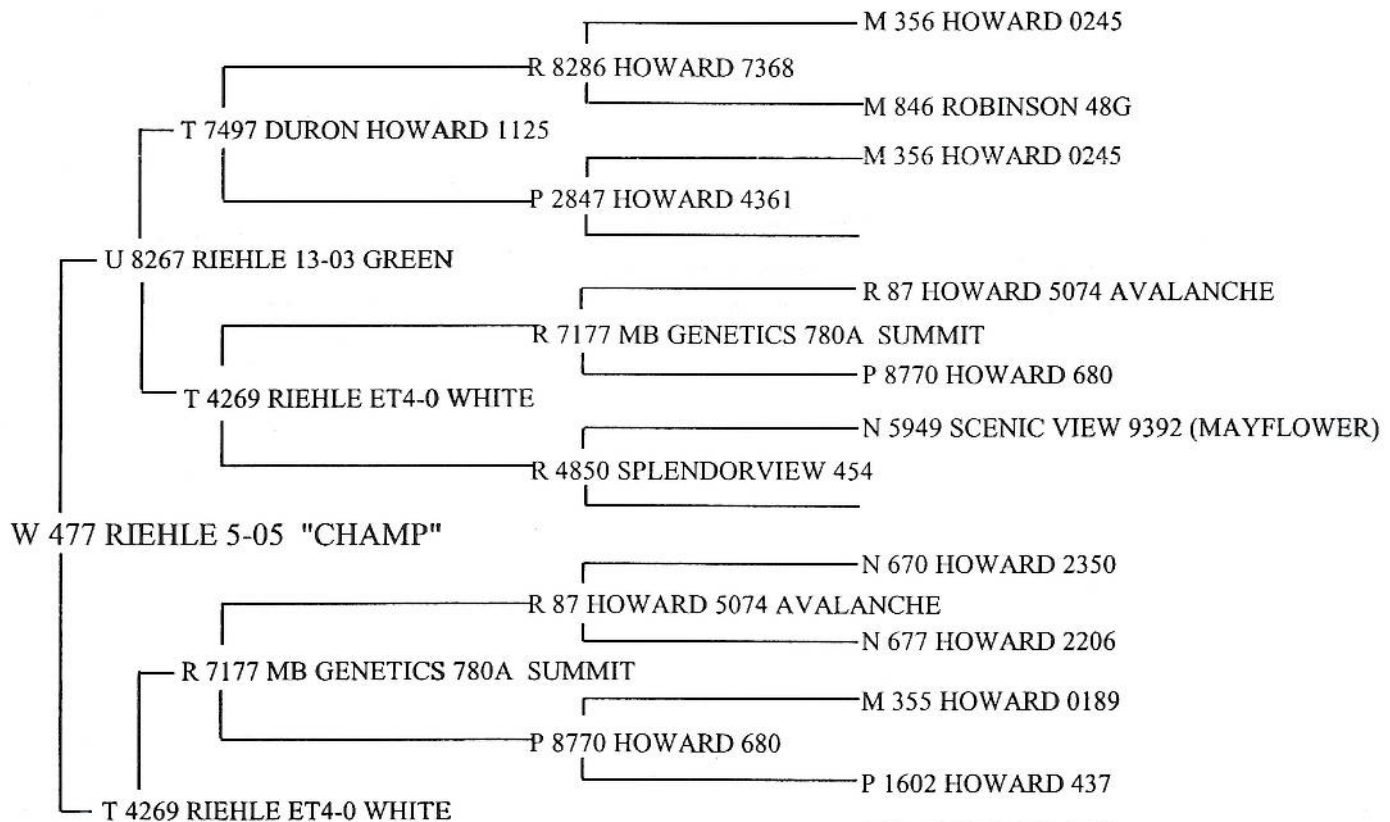 M 356 HOWARD 0245
R 8286 HOWARD 7368
M 846 ROBINSON 48G
T 7497 DURON HOWARD 1125
M 356 HOWARD 0245
P 2847 HOWARD 4361
U 8267 RIEHLE 13-03 GREEN
R 87 HOWARD 5074 AVALANCHE
R 7177 MB GENETICS 780A SUMMIT
P 8770 HOWARD 680
T 4269 RIEHLE ET4-0 WHITE
N 5949 SCENIC VIEW 9392 (MAYFLOWER)
R 4850 SPLENDORVIEW 454
W 477 RIEHLE 5-05 "CHAMP"
N 670 HOWARD 2350
R 87 HOWARD 5074 AVALANCHE
N 677 HOWARD 2206
R 7177 MB GENETICS 780A SUMMIT
M 355 HOWARD 0189
P 8770 HOWARD 680
P 1602 HOWARD 437
T 4269 RIEHLE ET4-0 WHITE